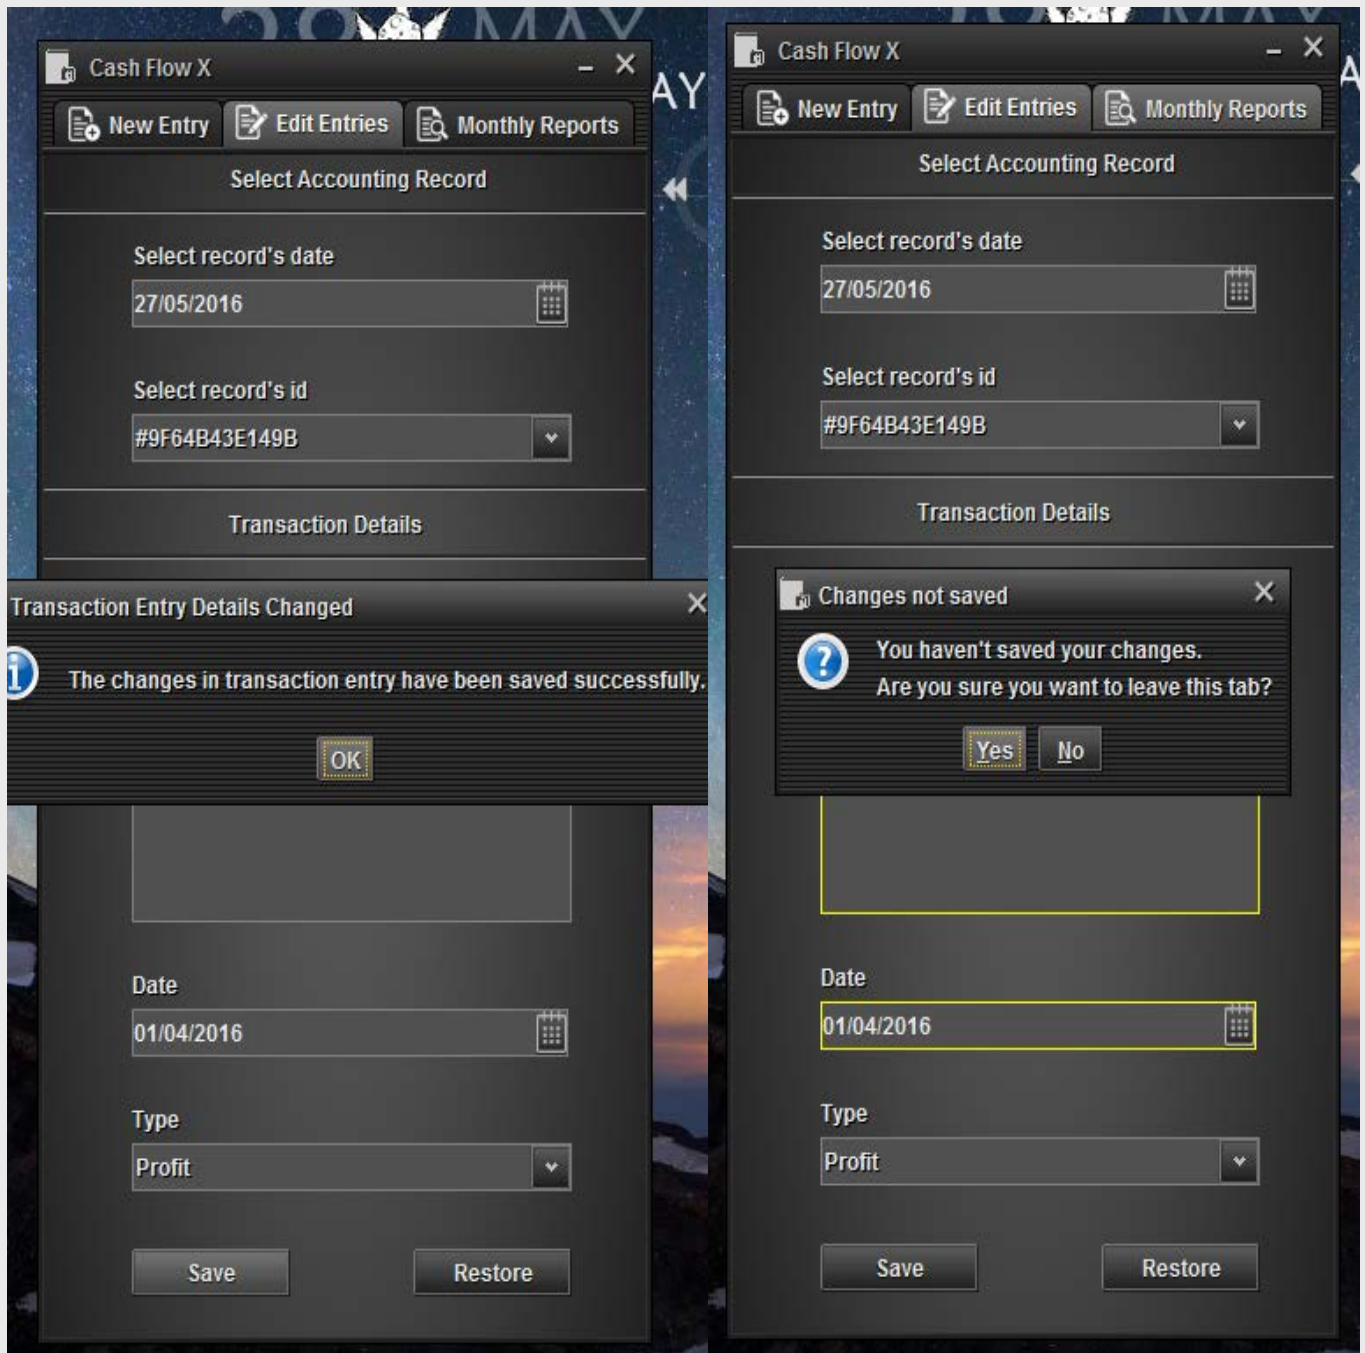 28 MAY
Cash Flow X
New Entry
Edit Entries
Monthly Reports
Select Accounting Record
Select record's date
27/05/2016
Select record's id
#9F64B43E149B
Transaction Details
Transaction Entry Details Changed
The changes in transaction entry have been saved successfully.
OK
Date
01/04/2016
Type
Profit
Save
Restore
MAY
AY
Cash Flow X
New Entry
Edit Entries
Monthly Reports
Select Accounting Record
Select record's date
27/05/2016
Select record's id
#9F64B43E149B
Transaction Details
Changes not saved
You haven't saved your changes.
Are you sure you want to leave this tab?
Yes
No
Date
01/04/2016
Type
Profit
Save
Restore